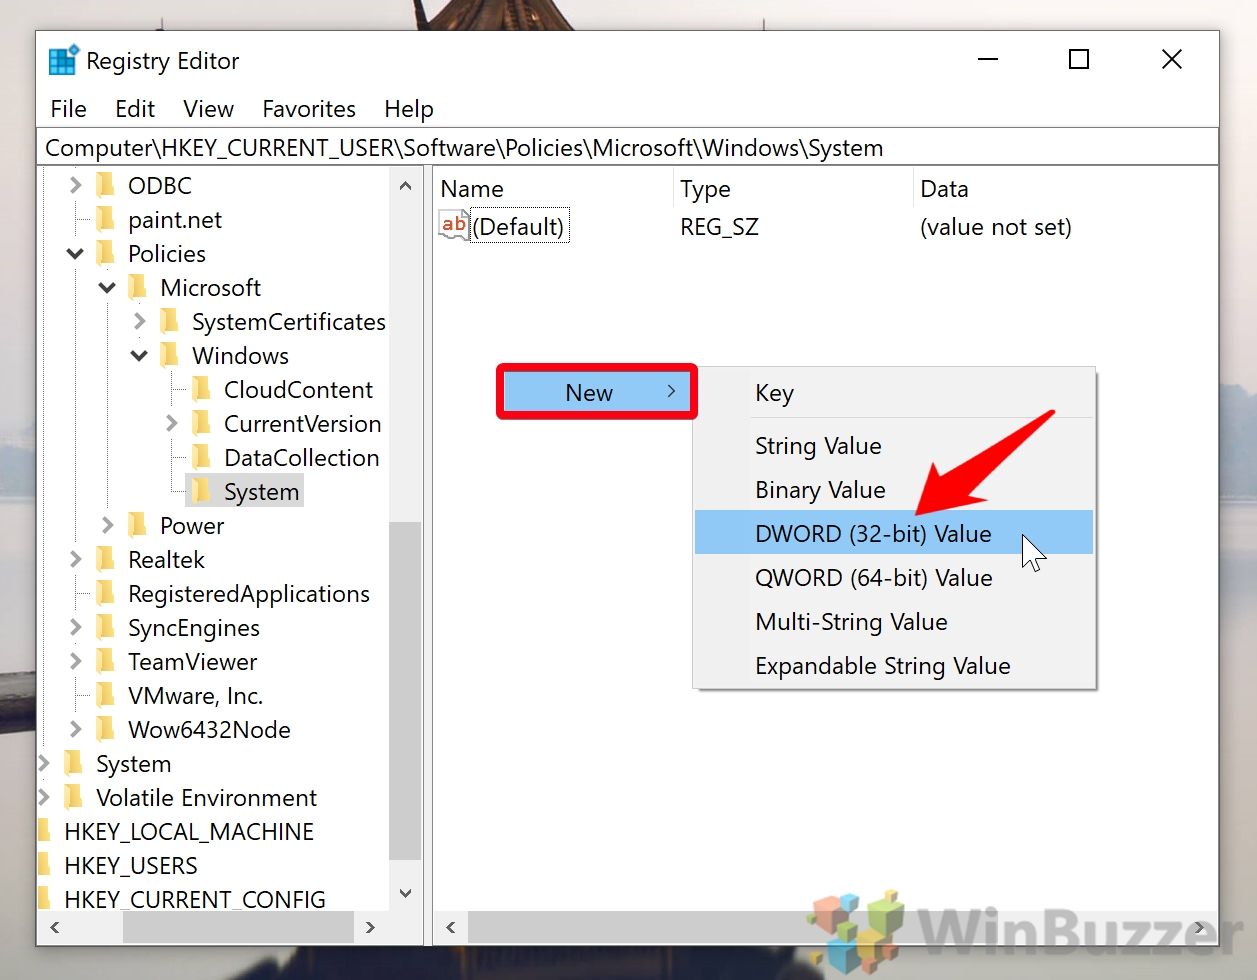 Registry Editor
File Edit View Favorites Help
Computer\HKEY_CURRENT_USER\Software\Policies\Microsoft\Windows\System
ODBC
paint.net
Policies
Microsoft
SystemCertificates
Windows
CloudContent
CurrentVersion
DataCollection
System
Power
Realtek
RegisteredApplications
SyncEngines
TeamViewer
VMware, Inc.
Wow6432Node
System
Volatile Environment
HKEY_LOCAL_MACHINE
HKEY_USERS
HKEY_CURRENT_CONFIG
Name Type Data
ab (Default) REG_SZ (value not set)
New
Key
String Value
Binary Value
DWORD (32-bit) Value
QWORD (64-bit) Value
Multi-String Value
Expandable String Value
WinBuzzer